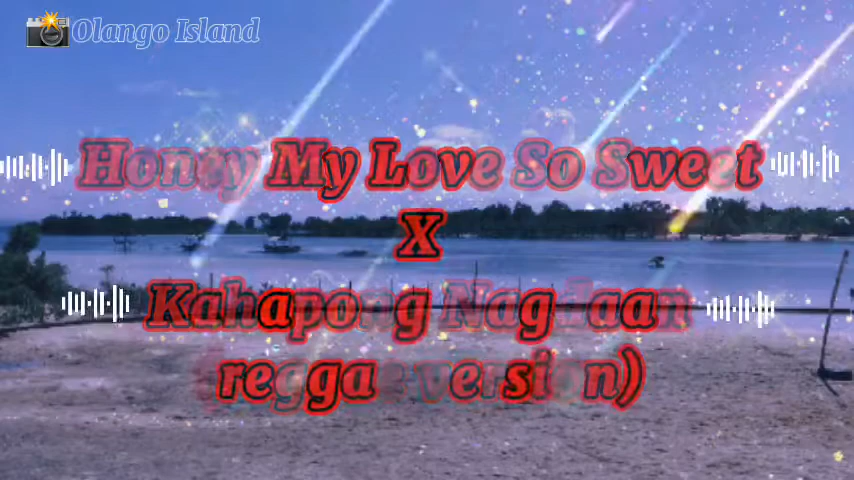 Olango Island
Honey My Love So Sweet
X
Kahapong Nagdaan
reggae version)